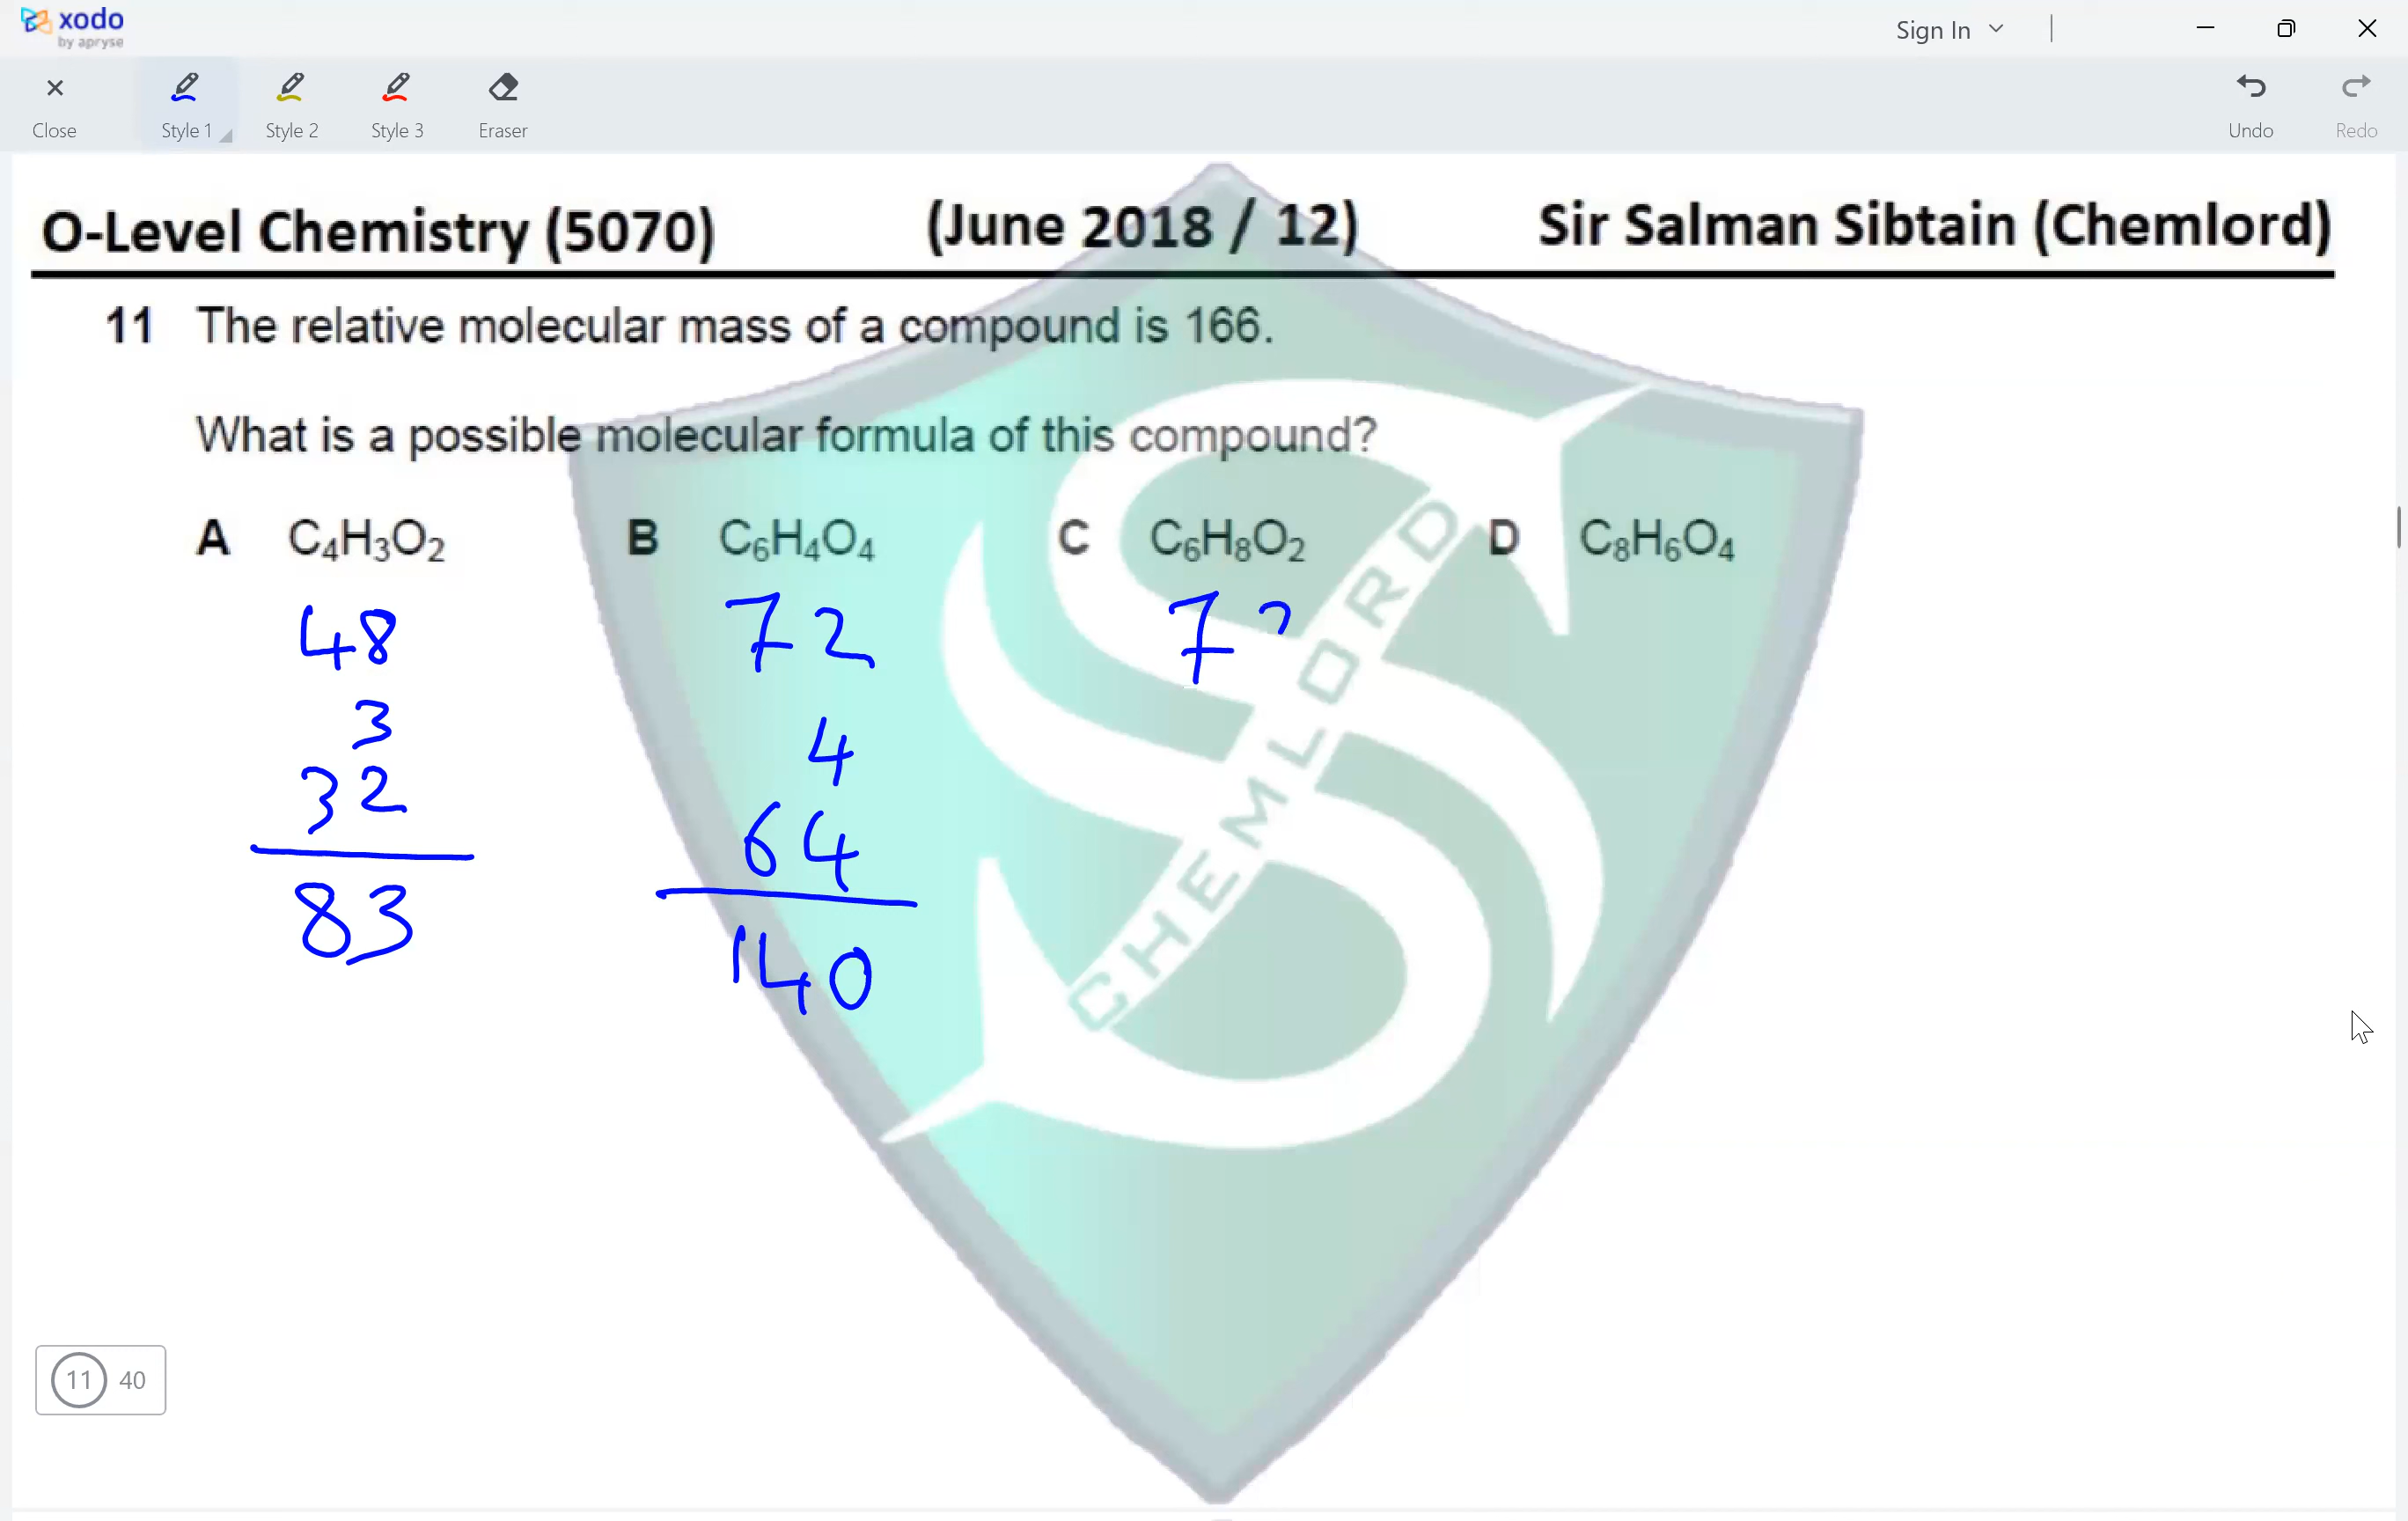 xodo
by apryse
Sign In
Close
Style 1
Style 2
Style 3
Eraser
Undo
Redo
O-Level Chemistry (5070) (June 2018 / 12) Sir Salman Sibtain (Chemlord)
11 The relative molecular mass of a compound is 166.
What is a possible molecular formula of this compound?
A C₄H₃O₂ B C₆H₄O₄ C C₆H₈O₂ D C₈H₆O₄
48 72 7
3 4
32 64
83 140
CHEMLORD
11 40